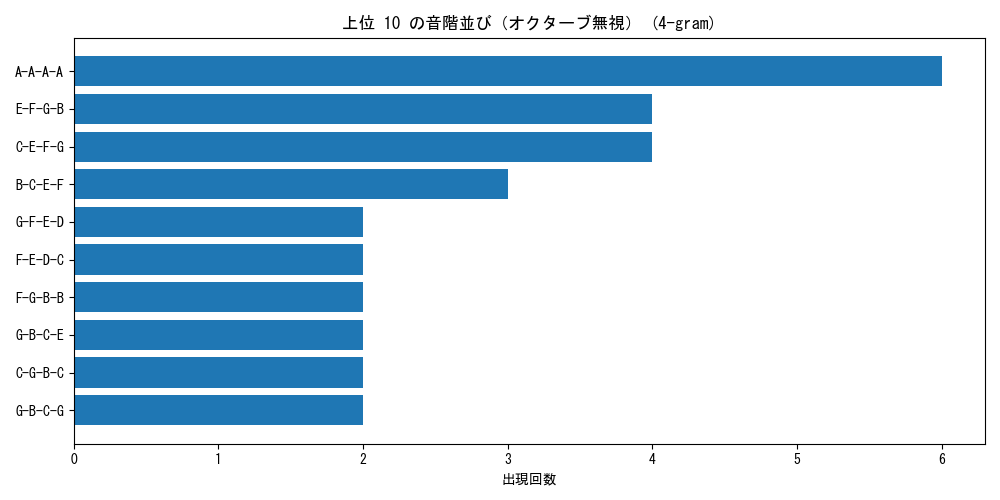 上位 10 の音階並び（オクターブ無視） (4-gram)
A-A-A-A
E-F-G-B
C-E-F-G
B-C-E-F
G-F-E-D
F-E-D-C
F-G-B-B
G-B-C-E
C-G-B-C
G-B-C-G
0 1 2 3 4 5 6
出現回数